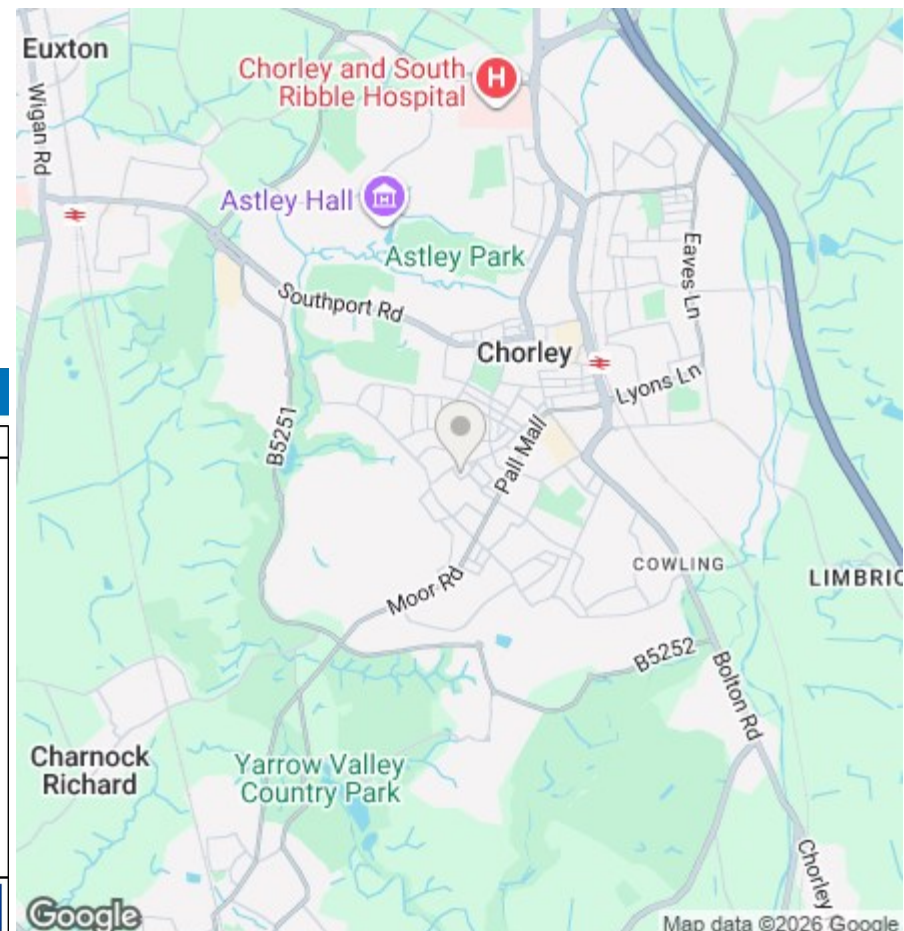 Euxton
Chorley and South
Ribble Hospital
H
Wigan Rd
Astley Hall
Astley Park
Eaves Ln
Southport Rd
Chorley
Lyons Ln
B5251
Pall Mall
COWLING
LIMBRIC
Moor Rd
B5252
Bolton Rd
Charnock
Richard
Yarrow Valley
Country Park
Chorley
Google
Map data ©2026 Google